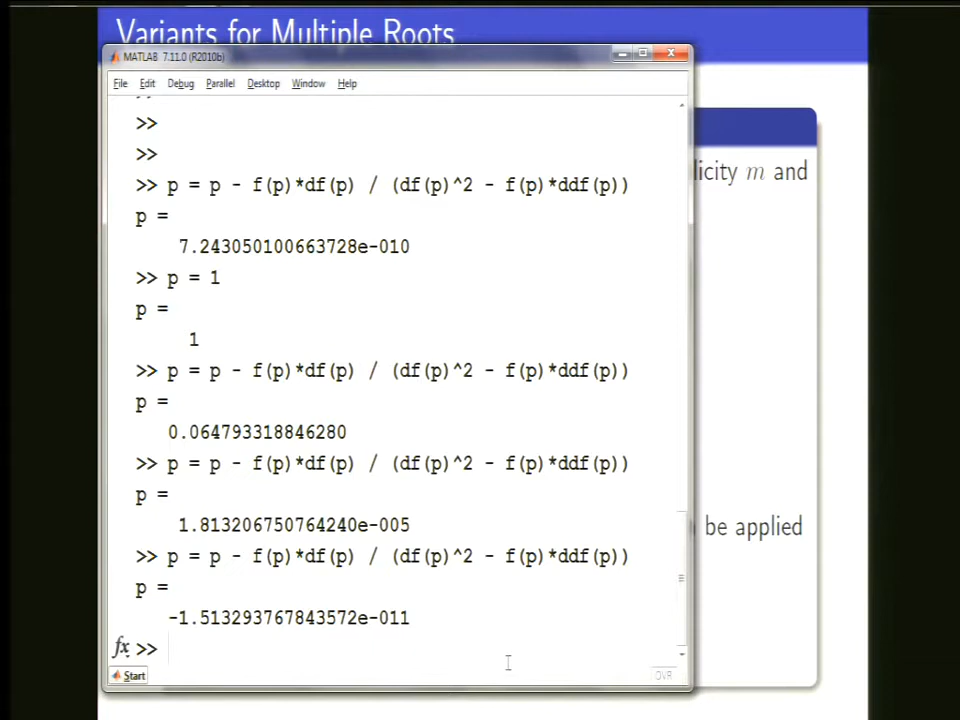 Variants for Multiple Roots
MATLAB 7.11.0 (R2010b)
File Edit Debug Parallel Desktop Window Help
>>
>>
>> p = p - f(p)*df(p) / (df(p)^2 - f(p)*ddf(p))
p =
7.243050100663728e-010
>> p = 1
p =
1
>> p = p - f(p)*df(p) / (df(p)^2 - f(p)*ddf(p))
p =
0.064793318846280
>> p = p - f(p)*df(p) / (df(p)^2 - f(p)*ddf(p))
p =
1.813206750764240e-005
>> p = p - f(p)*df(p) / (df(p)^2 - f(p)*ddf(p))
p =
-1.513293767843572e-011
fx >>
Start
OVR
licity m and
be applied